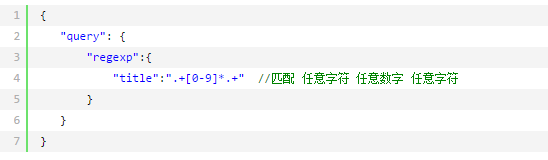 1 {
2 "query": {
3 "regexp":{
4 "title":".+[0-9]*.+" //匹配 任意字符 任意数字 任意字符
5 }
6 }
7 }